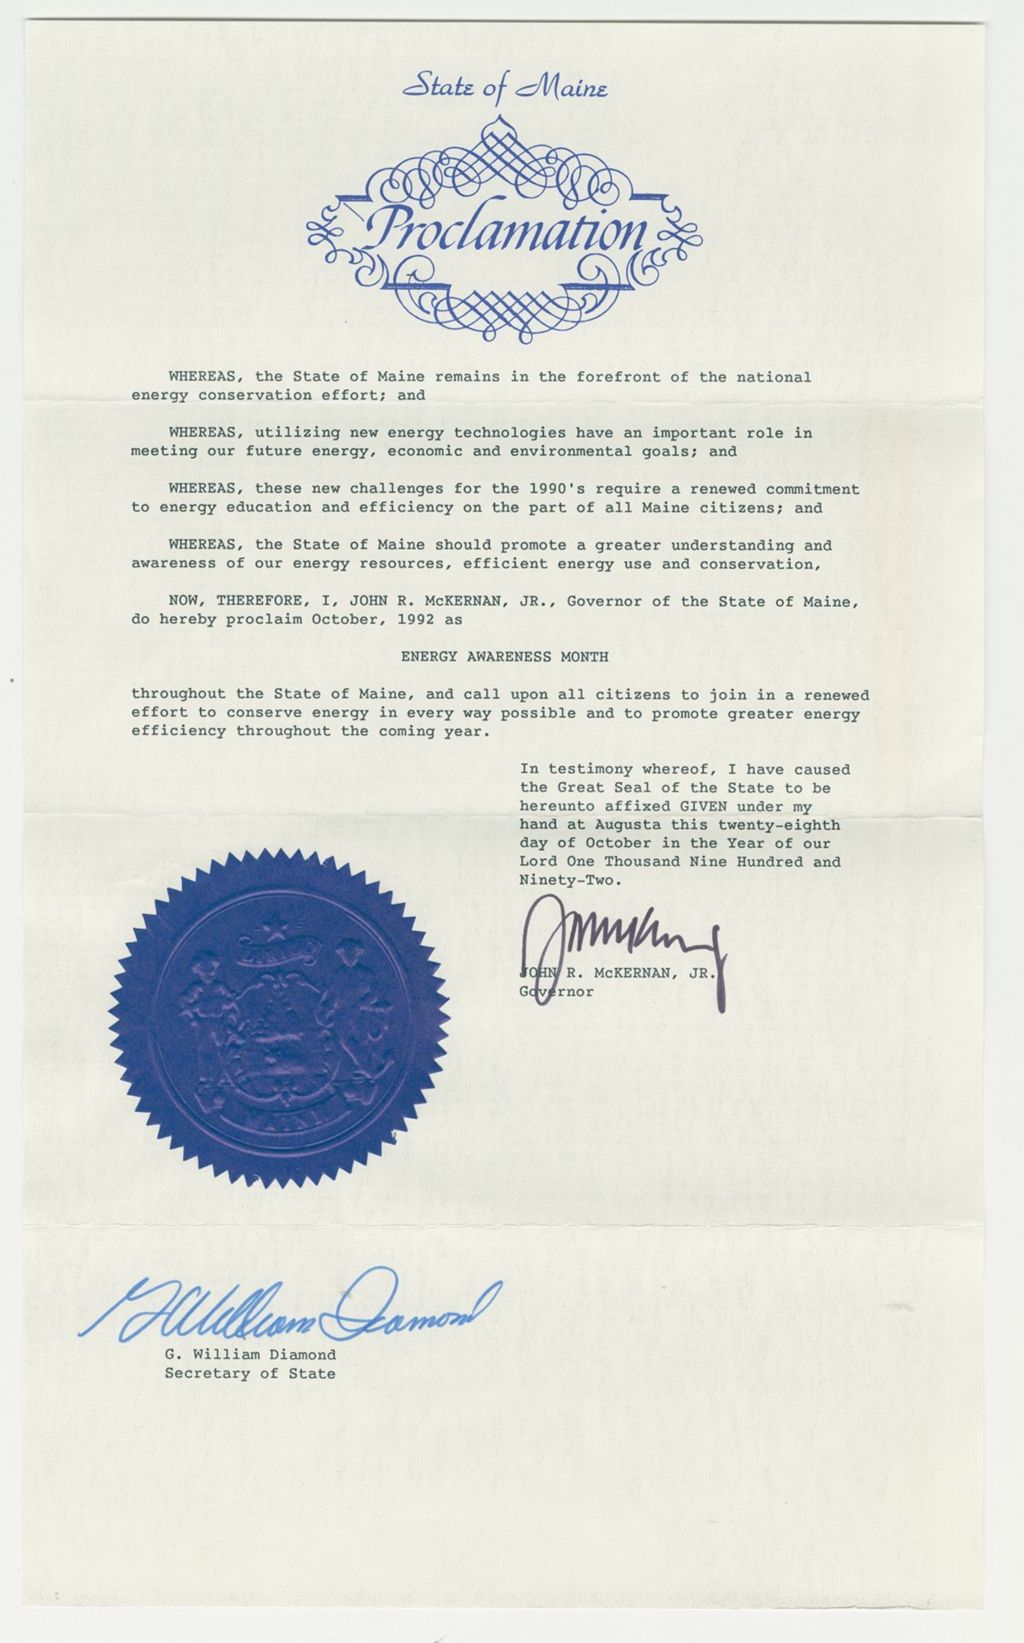 State of Maine
Proclamation
WHEREAS, the State of Maine remains in the forefront of the national
energy conservation effort; and
WHEREAS, utilizing new energy technologies have an important role in
meeting our future energy, economic and environmental goals; and
WHEREAS, these new challenges for the 1990's require a renewed commitment
to energy education and efficiency on the part of all Maine citizens; and
WHEREAS, the State of Maine should promote a greater understanding and
awareness of our energy resources, efficient energy use and conservation,
NOW, THEREFORE, I, JOHN R. McKERNAN, JR., Governor of the State of Maine,
do hereby proclaim October, 1992 as
ENERGY AWARENESS MONTH
throughout the State of Maine, and call upon all citizens to join in a renewed
effort to conserve energy in every way possible and to promote greater energy
efficiency throughout the coming year.
In testimony whereof, I have caused
the Great Seal of the State to be
hereunto affixed GIVEN under my
hand at Augusta this twenty-eighth
day of October in the Year of our
Lord One Thousand Nine Hundred and
Ninety-Two.
JOHN R. McKERNAN, JR.
Governor
MAINE
G William Diamond
G. William Diamond
Secretary of State